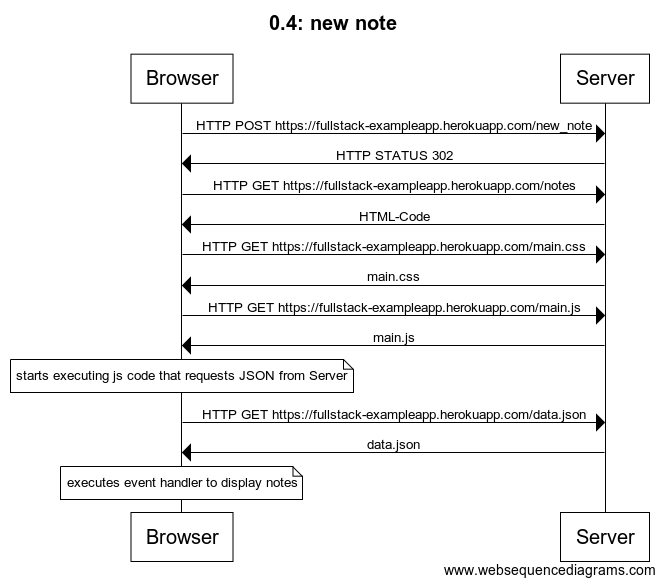 0.4: new note
Browser Server
HTTP POST https://fullstack-exampleapp.herokuapp.com/new_note
HTTP STATUS 302
HTTP GET https://fullstack-exampleapp.herokuapp.com/notes
HTML-Code
HTTP GET https://fullstack-exampleapp.herokuapp.com/main.css
main.css
HTTP GET https://fullstack-exampleapp.herokuapp.com/main.js
main.js
starts executing js code that requests JSON from Server
HTTP GET https://fullstack-exampleapp.herokuapp.com/data.json
data.json
executes event handler to display notes
Browser Server
www.websequencediagrams.com